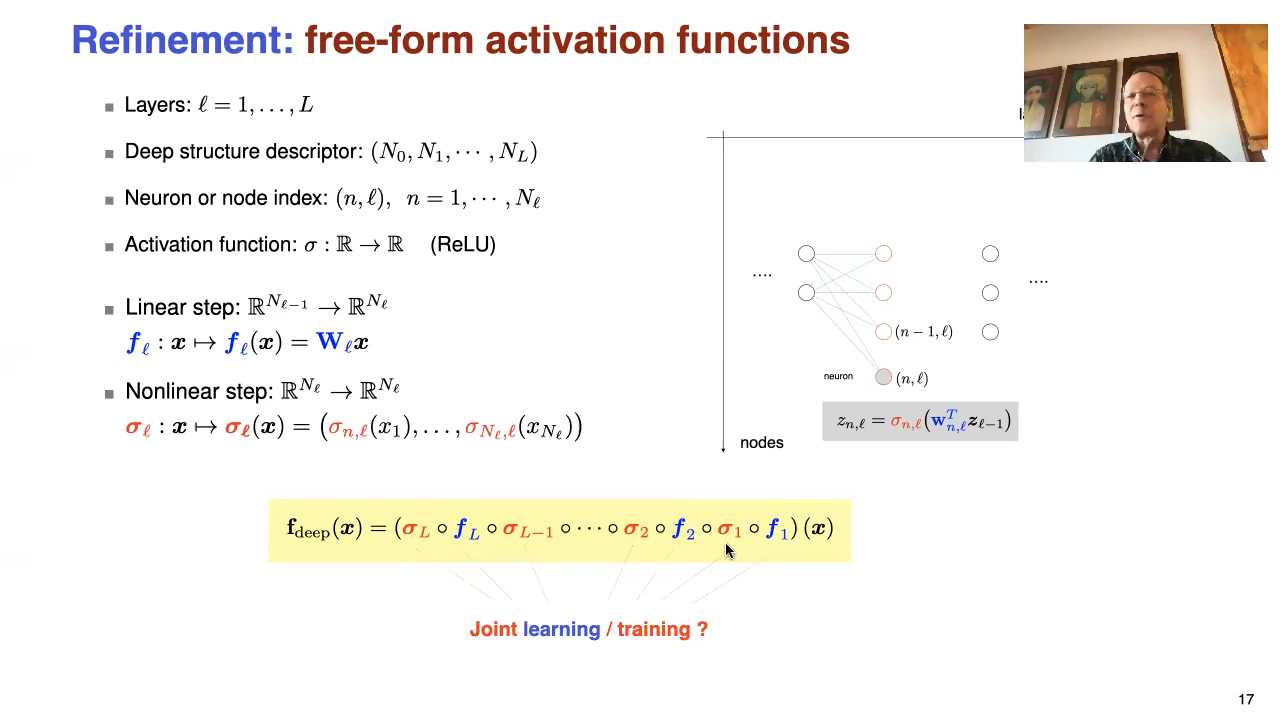 Refinement: free-form activation functions
Layers: ℓ = 1, . . . , L
Deep structure descriptor: (N₀, N₁, · · · , N_L)
Neuron or node index: (n, ℓ), n = 1, · · · , N_ℓ
Activation function: σ : ℝ → ℝ (ReLU)
Linear step: ℝ^{N_{ℓ−1}} → ℝ^{N_ℓ}
f_ℓ : x ↦ f_ℓ(x) = W_ℓ x
Nonlinear step: ℝ^{N_ℓ} → ℝ^{N_ℓ}
σ_ℓ : x ↦ σ_ℓ(x) = (σ_{n,ℓ}(x₁), . . . , σ_{N_ℓ,ℓ}(x_{N_ℓ}))
....
....
(n − 1, ℓ)
neuron
(n, ℓ)
z_{n,ℓ} = σ_{n,ℓ}(w^T_{n,ℓ} z_{ℓ−1})
nodes
f_deep(x) = (σ_L ∘ f_L ∘ σ_{L−1} ∘ · · · ∘ σ₂ ∘ f₂ ∘ σ₁ ∘ f₁) (x)
Joint learning / training ?
17